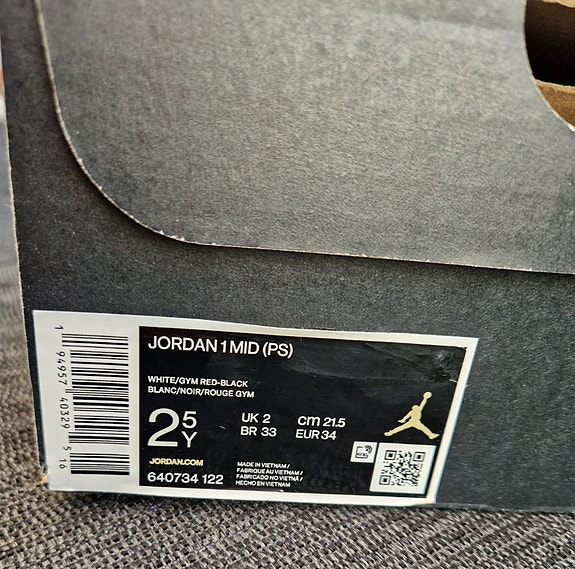 JORDAN 1 MID (PS)
WHITE/GYM RED-BLACK
BLANC/NOIR/ROUGE GYM
2 5Y
UK 2
BR 33
cm 21.5
EUR 34
JORDAN.COM
640734 122
MADE IN VIETNAM /
FABRIQUE AU VIETNAM /
FABRICADO NO VIETNÃ /
HECHO EN VIETNAM
1 94957 40329 5 16